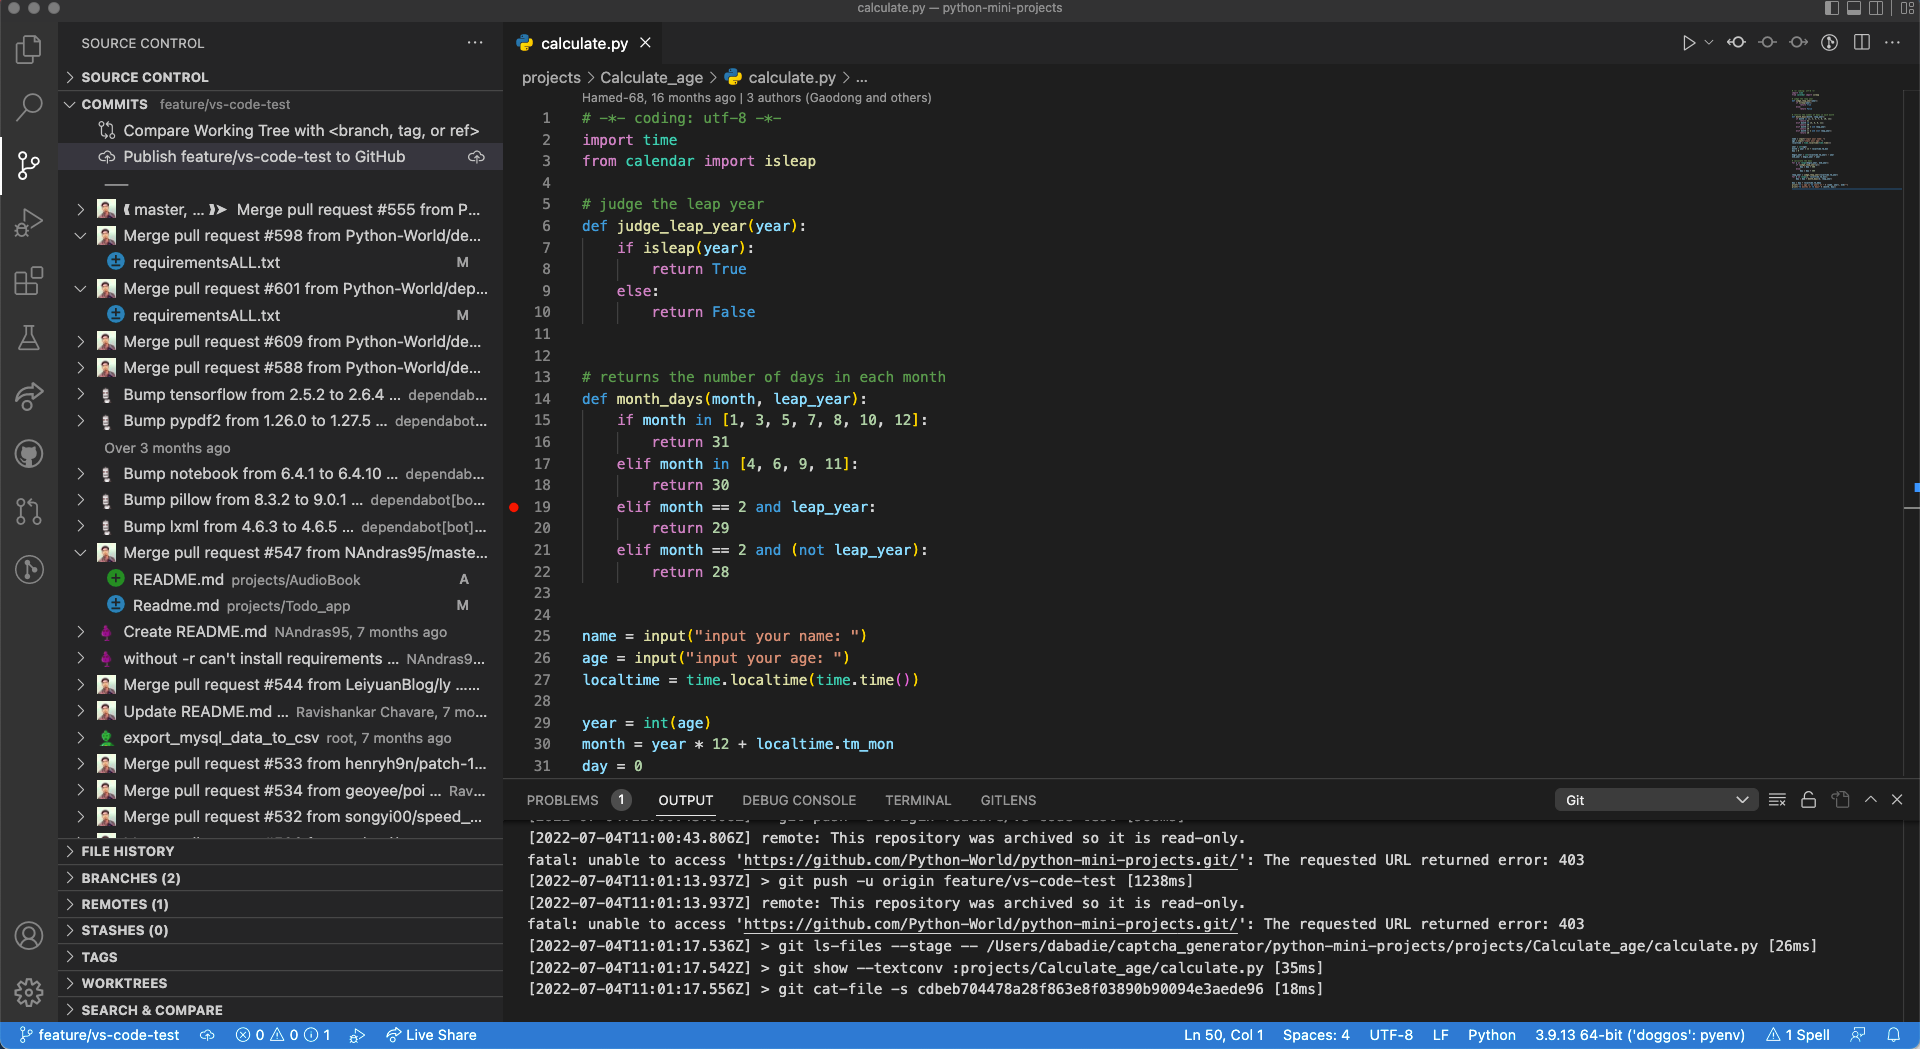 calculate.py — python-mini-projects
SOURCE CONTROL
SOURCE CONTROL
COMMITS feature/vs-code-test
Compare Working Tree with <branch, tag, or ref>
Publish feature/vs-code-test to GitHub
master, ... Merge pull request #555 from P...
Merge pull request #598 from Python-World/de...
requirementsALL.txt M
Merge pull request #601 from Python-World/dep...
requirementsALL.txt M
Merge pull request #609 from Python-World/de...
Merge pull request #588 from Python-World/de...
Bump tensorflow from 2.5.2 to 2.6.4 ... dependab...
Bump pypdf2 from 1.26.0 to 1.27.5 ... dependabot...
Over 3 months ago
Bump notebook from 6.4.1 to 6.4.10 ... dependab...
Bump pillow from 8.3.2 to 9.0.1 ... dependabot[bo...
Bump lxml from 4.6.3 to 4.6.5 ... dependabot[bot]...
Merge pull request #547 from NAndras95/maste...
README.md projects/AudioBook A
Readme.md projects/Todo_app M
Create README.md NAndras95, 7 months ago
without -r can't install requirements ... NAndras9...
Merge pull request #544 from LeiyuanBlog/ly ......
Update README.md ... Ravishankar Chavare, 7 mo...
export_mysql_data_to_csv root, 7 months ago
Merge pull request #533 from henryh9n/patch-1...
Merge pull request #534 from geoyee/poi ... Rav...
Merge pull request #532 from songyi00/speed_...
FILE HISTORY
BRANCHES (2)
REMOTES (1)
STASHES (0)
TAGS
WORKTREES
SEARCH & COMPARE
calculate.py
projects > Calculate_age > calculate.py > ...
Hamed-68, 16 months ago | 3 authors (Gaodong and others)
1 # -*- coding: utf-8 -*-
2 import time
3 from calendar import isleap
4
5 # judge the leap year
6 def judge_leap_year(year):
7 if isleap(year):
8 return True
9 else:
10 return False
11
12
13 # returns the number of days in each month
14 def month_days(month, leap_year):
15 if month in [1, 3, 5, 7, 8, 10, 12]:
16 return 31
17 elif month in [4, 6, 9, 11]:
18 return 30
19 elif month == 2 and leap_year:
20 return 29
21 elif month == 2 and (not leap_year):
22 return 28
23
24
25 name = input("input your name: ")
26 age = input("input your age: ")
27 localtime = time.localtime(time.time())
28
29 year = int(age)
30 month = year * 12 + localtime.tm_mon
31 day = 0
PROBLEMS 1 OUTPUT DEBUG CONSOLE TERMINAL GITLENS Git
[2022-07-04T11:00:43.806Z] remote: This repository was archived so it is read-only.
fatal: unable to access 'https://github.com/Python-World/python-mini-projects.git/': The requested URL returned error: 403
[2022-07-04T11:01:13.937Z] > git push -u origin feature/vs-code-test [1238ms]
[2022-07-04T11:01:13.937Z] remote: This repository was archived so it is read-only.
fatal: unable to access 'https://github.com/Python-World/python-mini-projects.git/': The requested URL returned error: 403
[2022-07-04T11:01:17.536Z] > git ls-files --stage -- /Users/dabadie/captcha_generator/python-mini-projects/projects/Calculate_age/calculate.py [26ms]
[2022-07-04T11:01:17.542Z] > git show --textconv :projects/Calculate_age/calculate.py [35ms]
[2022-07-04T11:01:17.556Z] > git cat-file -s cdbeb704478a28f863e8f03890b90094e3aede96 [18ms]
feature/vs-code-test 0 0 1 Live Share Ln 50, Col 1 Spaces: 4 UTF-8 LF Python 3.9.13 64-bit ('doggos': pyenv) 1 Spell